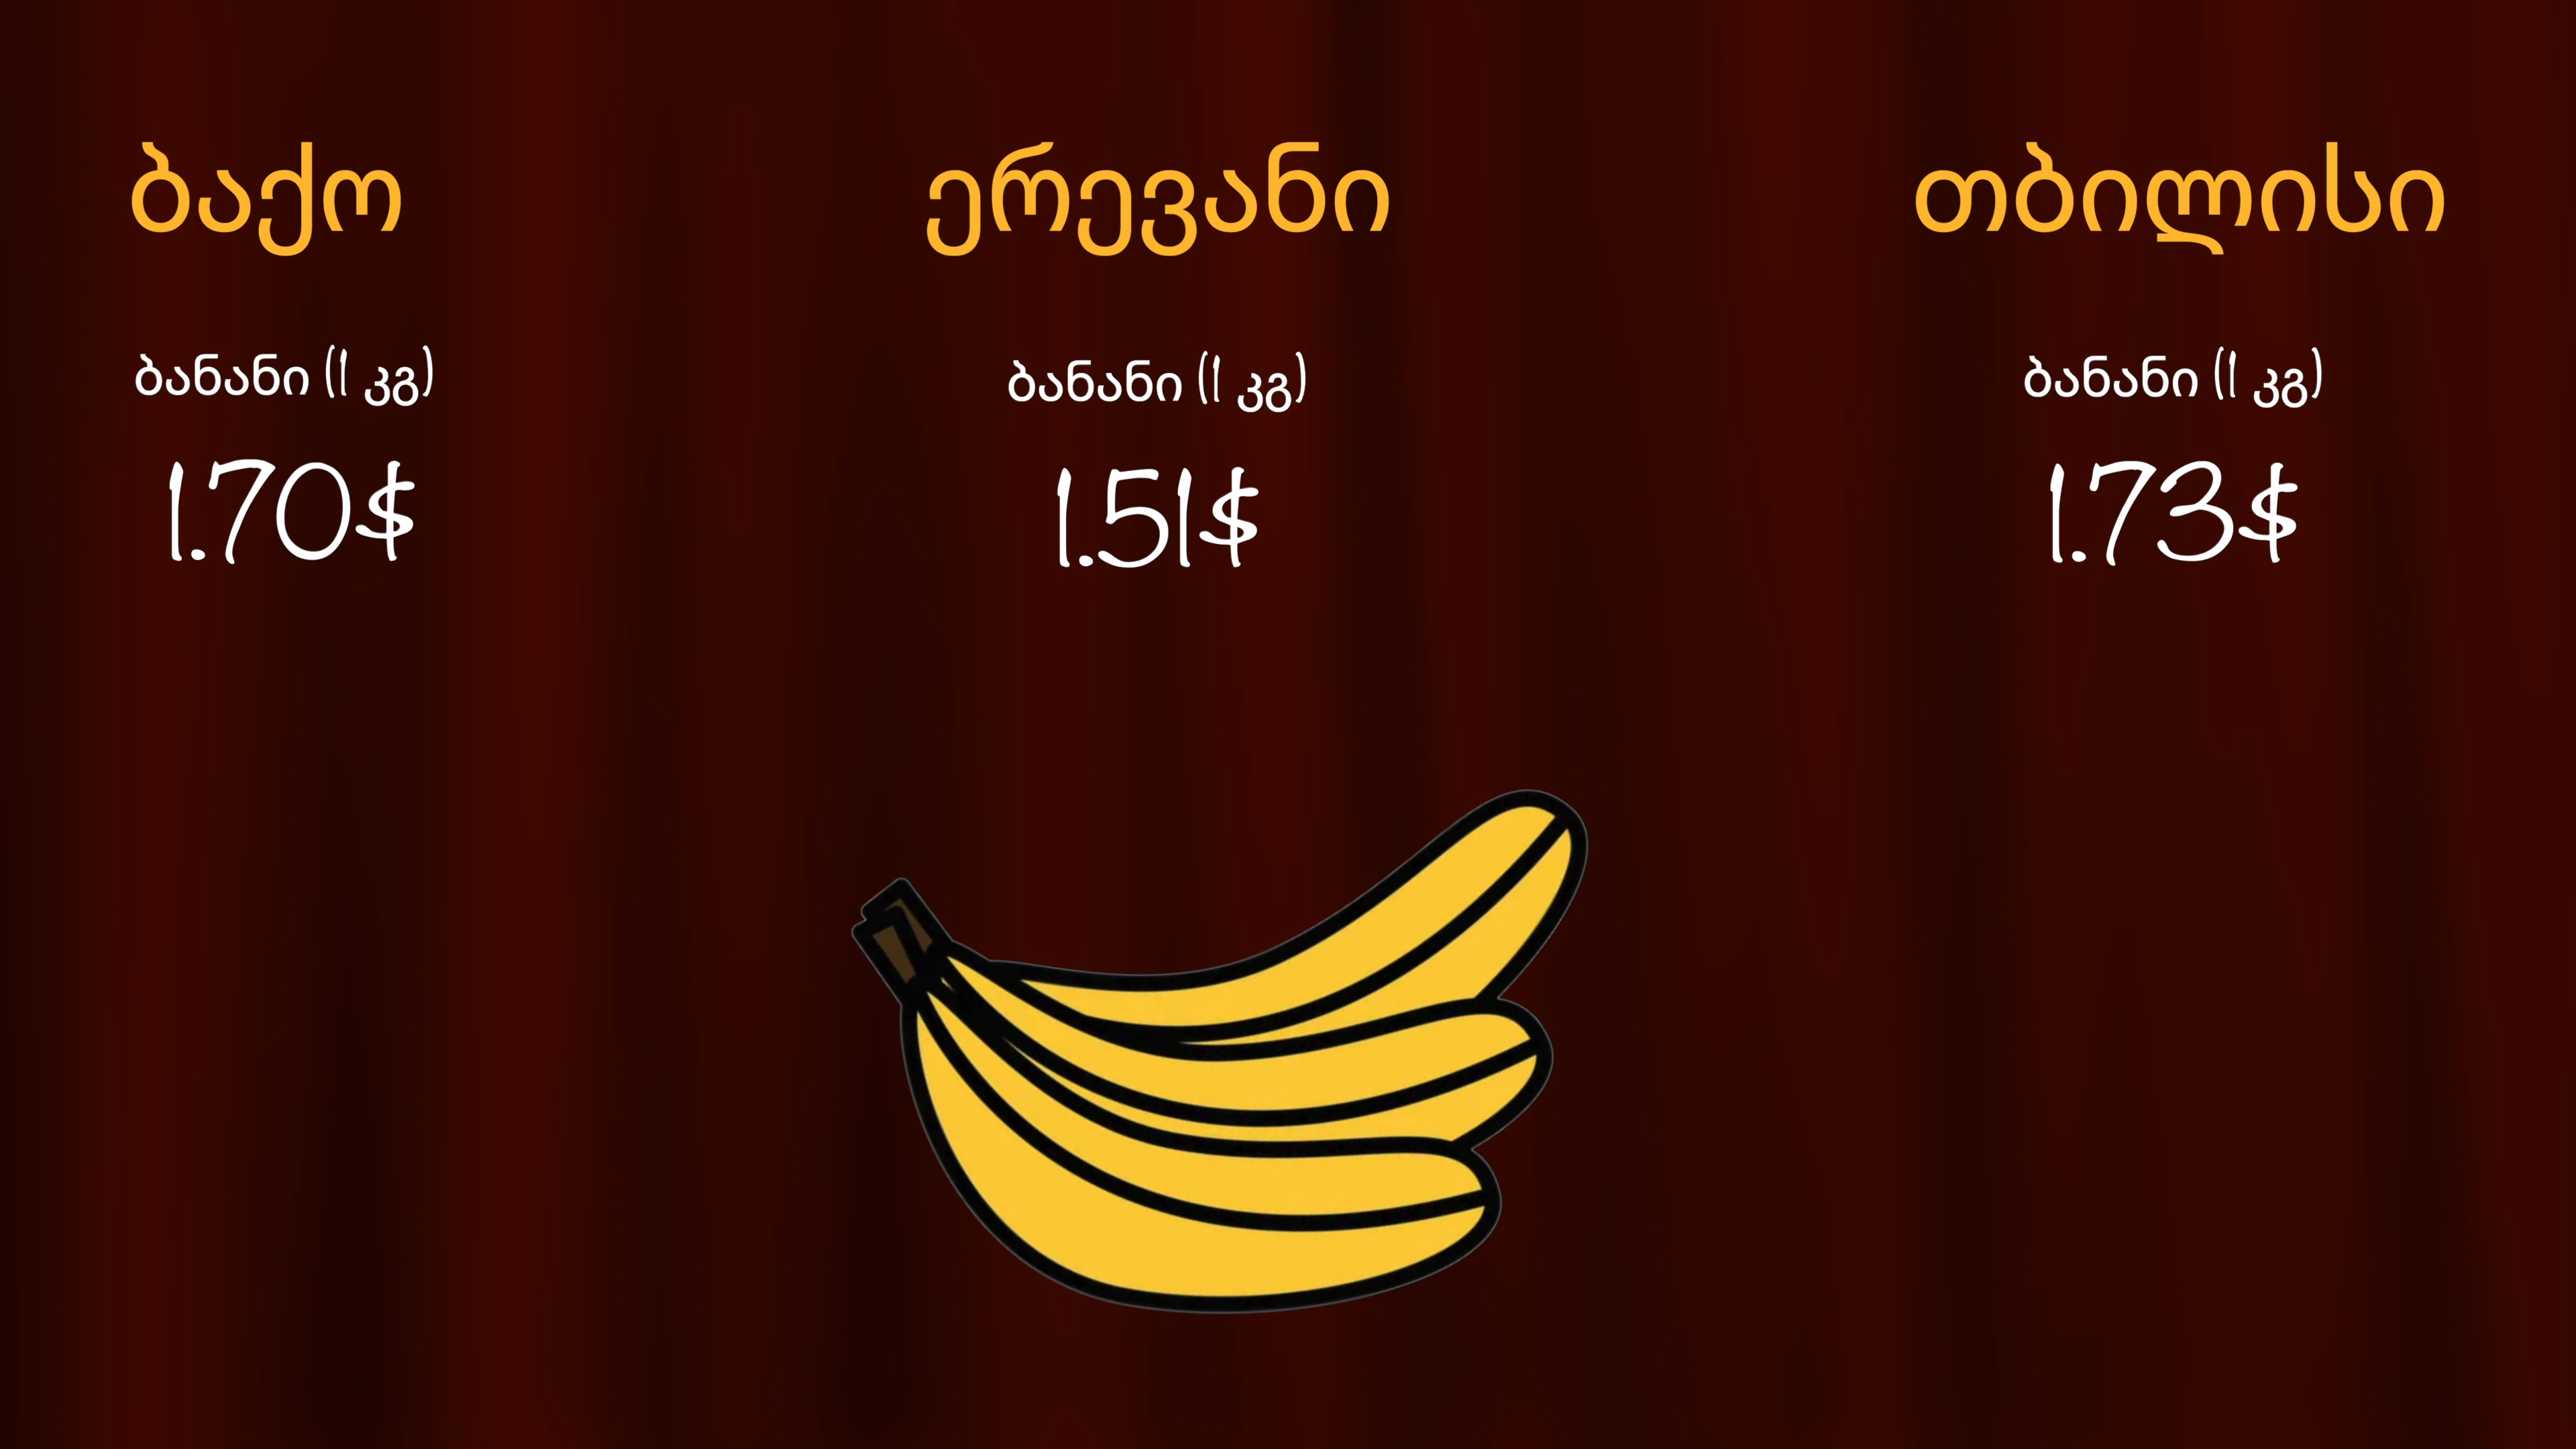 ბაქო
ბანანი (1 კგ)
1.70$
ერევანი
ბანანი (1 კგ)
1.51$
თბილისი
ბანანი (1 კგ)
1.73$